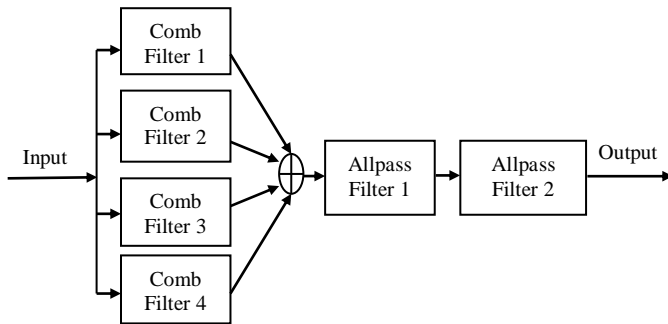 Comb
Filter 1
Comb
Filter 2
Input
Comb
Filter 3
Comb
Filter 4
Allpass
Filter 1
Allpass
Filter 2
Output